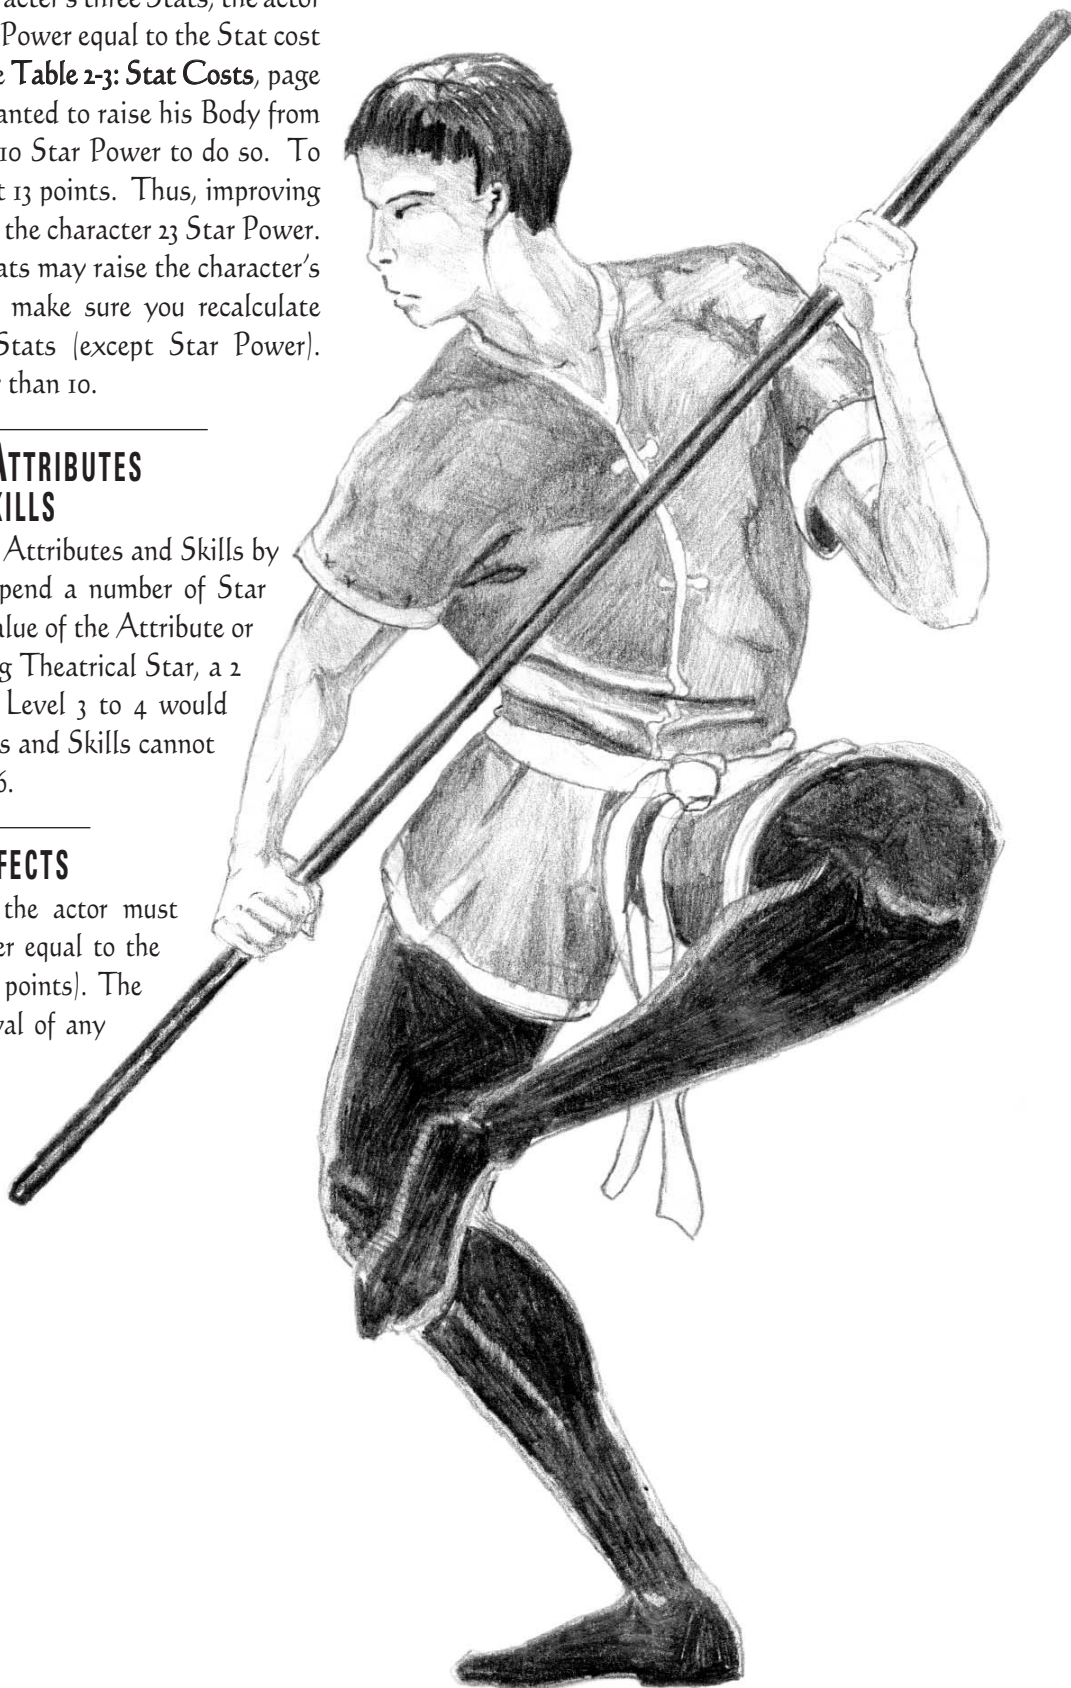 acter's three Stats, the actor
Power equal to the Stat cost
e Table 2-3: Stat Costs, page
anted to raise his Body from
10 Star Power to do so. To
t 13 points. Thus, improving
the character 23 Star Power.
ats may raise the character's
make sure you recalculate
Stats (except Star Power).
than 10.
ATTRIBUTES
KILLS
Attributes and Skills by
pend a number of Star
alue of the Attribute or
g Theatrical Star, a 2
Level 3 to 4 would
s and Skills cannot
6.
FECTS
the actor must
er equal to the
points). The
val of any